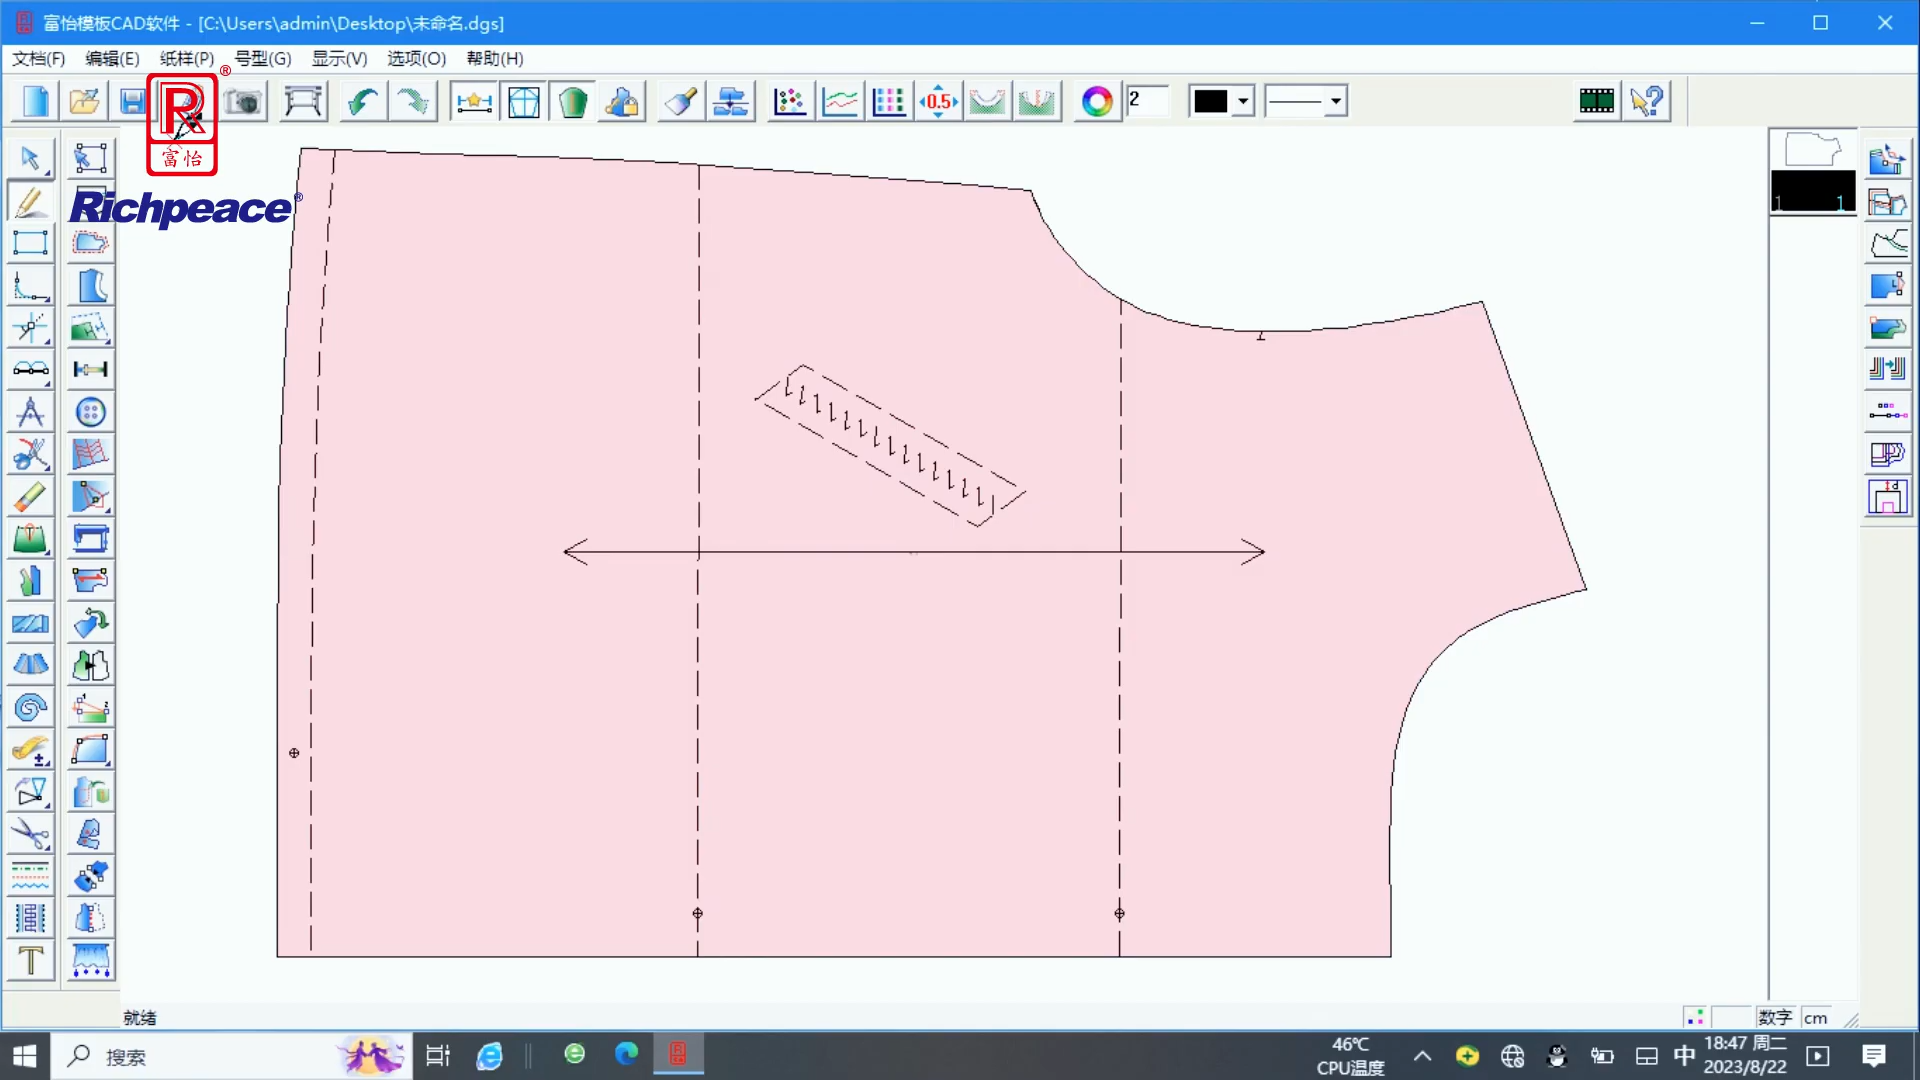 富怡模板CAD软件 - [C:\Users\admin\Desktop\未命名.dgs]
文档(F) 编辑(E) 纸样(P) 号型(G) 显示(V) 选项(O) 帮助(H)
0.5 2
R®
富怡
Richpeace®
1 1
T
就绪
数字 cm
搜索
46℃
CPU温度
中
18:47 周二
2023/8/22